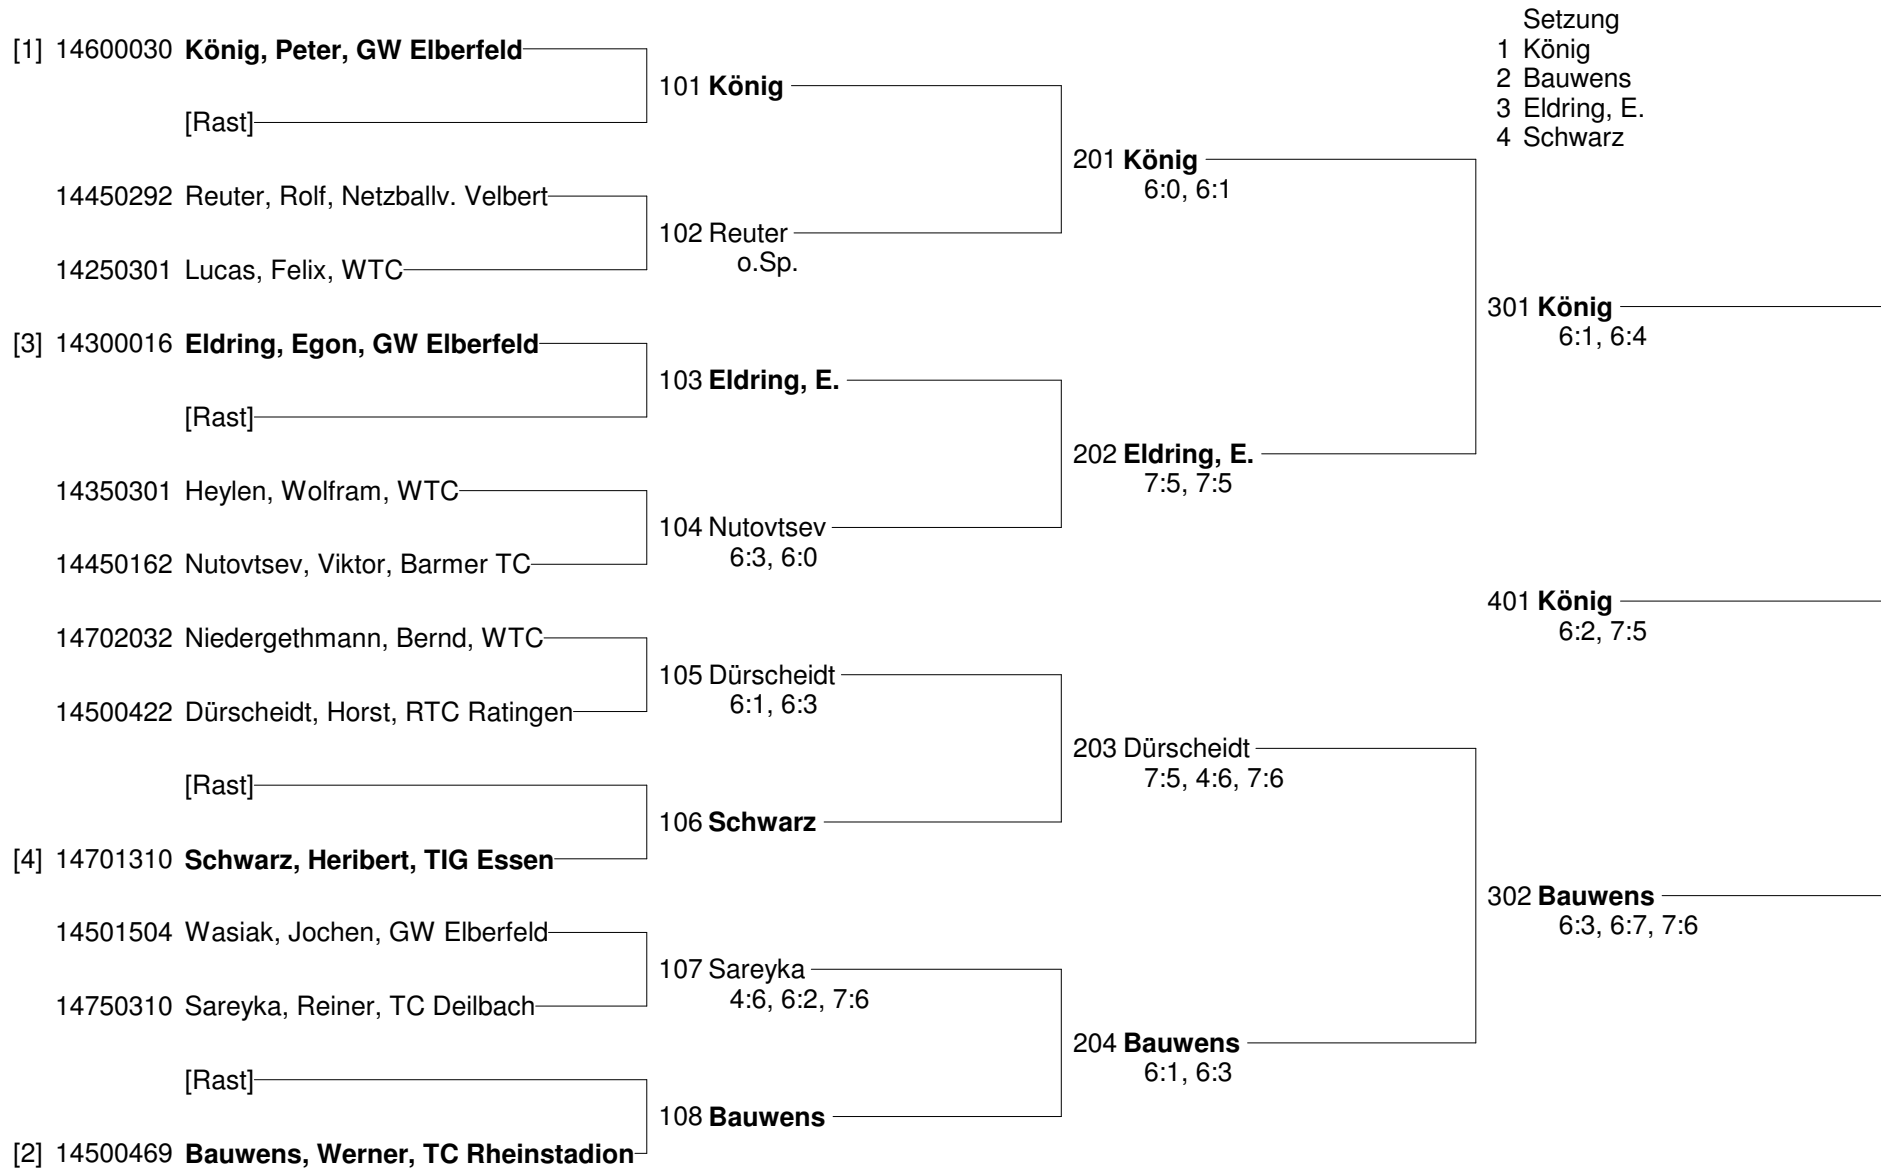 Setzung
1 König
2 Bauwens
3 Eldring, E.
4 Schwarz
[1] 14600030 König, Peter, GW Elberfeld
101 König
[Rast]
201 König
6:0, 6:1
14450292 Reuter, Rolf, Netzballv. Velbert
102 Reuter
o.Sp.
14250301 Lucas, Felix, WTC
301 König
6:1, 6:4
[3] 14300016 Eldring, Egon, GW Elberfeld
103 Eldring, E.
[Rast]
202 Eldring, E.
7:5, 7:5
14350301 Heylen, Wolfram, WTC
104 Nutovtsev
6:3, 6:0
14450162 Nutovtsev, Viktor, Barmer TC
401 König
6:2, 7:5
14702032 Niedergethmann, Bernd, WTC
105 Dürscheidt
6:1, 6:3
14500422 Dürscheidt, Horst, RTC Ratingen
203 Dürscheidt
7:5, 4:6, 7:6
[Rast]
106 Schwarz
[4] 14701310 Schwarz, Heribert, TIG Essen
302 Bauwens
6:3, 6:7, 7:6
14501504 Wasiak, Jochen, GW Elberfeld
107 Sareyka
4:6, 6:2, 7:6
14750310 Sareyka, Reiner, TC Deilbach
204 Bauwens
6:1, 6:3
[Rast]
108 Bauwens
[2] 14500469 Bauwens, Werner, TC Rheinstadion